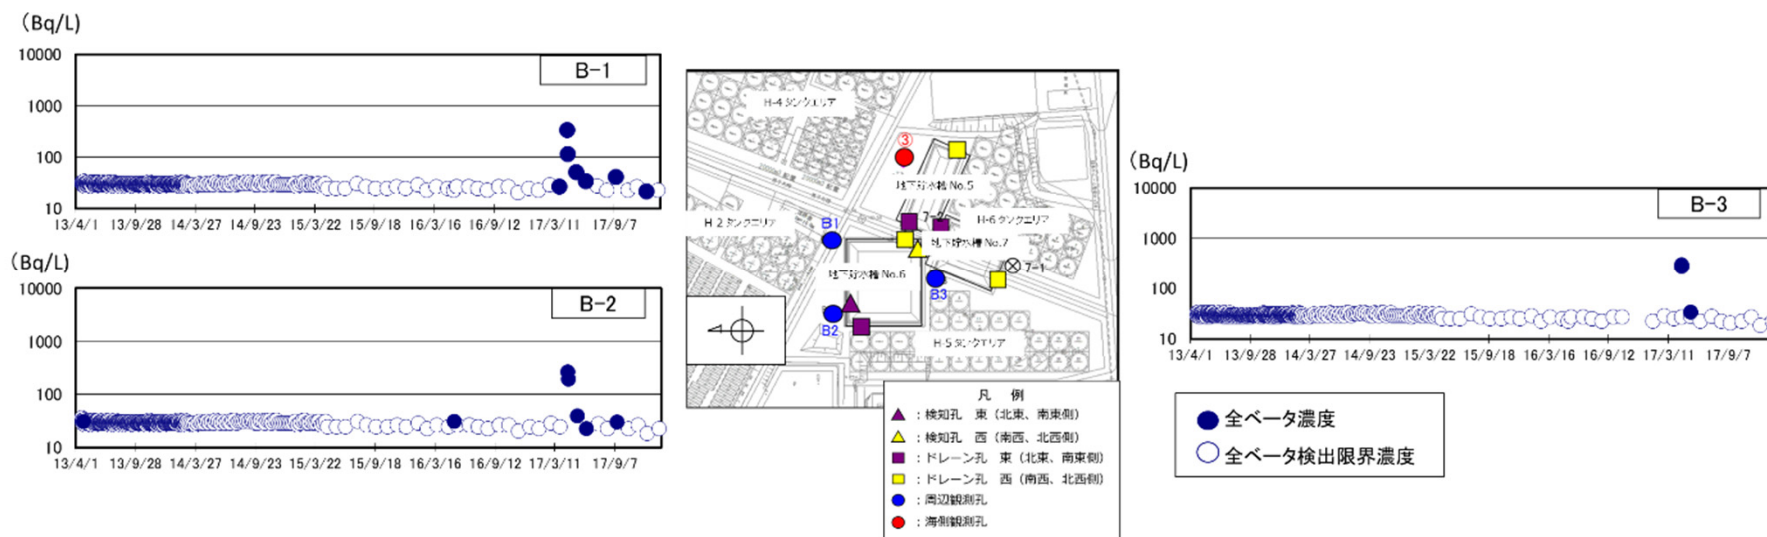 (Bq/L)
B-1
10000
1000
100
10
13/4/1 13/9/28 14/3/27 14/9/23 15/3/22 15/9/18 16/3/16 16/9/12 17/3/11 17/9/7
(Bq/L)
B-2
10000
1000
100
10
13/4/1 13/9/28 14/3/27 14/9/23 15/3/22 15/9/18 16/3/16 16/9/12 17/3/11 17/9/7
H-4タンクエリア
③
地下貯水槽 No.5
7-2
H-6タンクエリア
H 2タンクエリア
B1
地下貯水槽 No.7
地下貯水槽 No.6
7-1
B3
B2
H-5タンクエリア
凡 例
：検知孔 東（北東、南東側）
：検知孔 西（南西、北西側）
：ドレーン孔 東（北東、南東側）
：ドレーン孔 西（南西、北西側）
：周辺観測孔
：海側観測孔
(Bq/L)
B-3
10000
1000
100
10
13/4/1 13/9/28 14/3/27 14/9/23 15/3/22 15/9/18 16/3/16 16/9/12 17/3/11 17/9/7
全ベータ濃度
全ベータ検出限界濃度